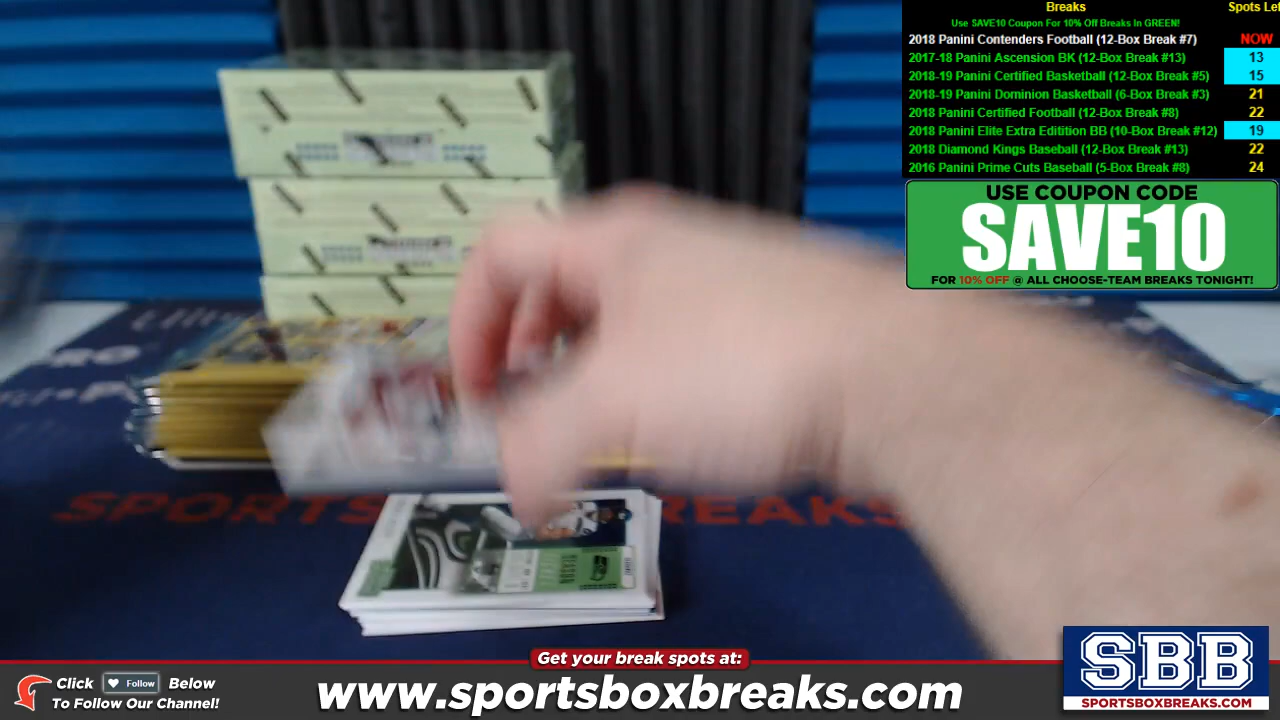 Breaks Spots Lef
Use SAVE10 Coupon For 10% Off Breaks In GREEN!
2018 Panini Contenders Football (12-Box Break #7) NOW
2017-18 Panini Ascension BK (12-Box Break #13) 13
2018-19 Panini Certified Basketball (12-Box Break #5) 15
2018-19 Panini Dominion Basketball (6-Box Break #3) 21
2018 Panini Certified Football (12-Box Break #8) 22
2018 Panini Elite Extra Edition BB (10-Box Break #12) 19
2018 Diamond Kings Baseball (12-Box Break #13) 22
2016 Panini Prime Cuts Baseball (5-Box Break #8) 24
USE COUPON CODE
SAVE10
FOR 10% OFF @ ALL CHOOSE-TEAM BREAKS TONIGHT!
SPORTS REAKS
SEASON
Get your break spots at:
Click Follow Below
To Follow Our Channel!
www.sportsboxbreaks.com
SBB
SPORTSBOXBREAKS.COM